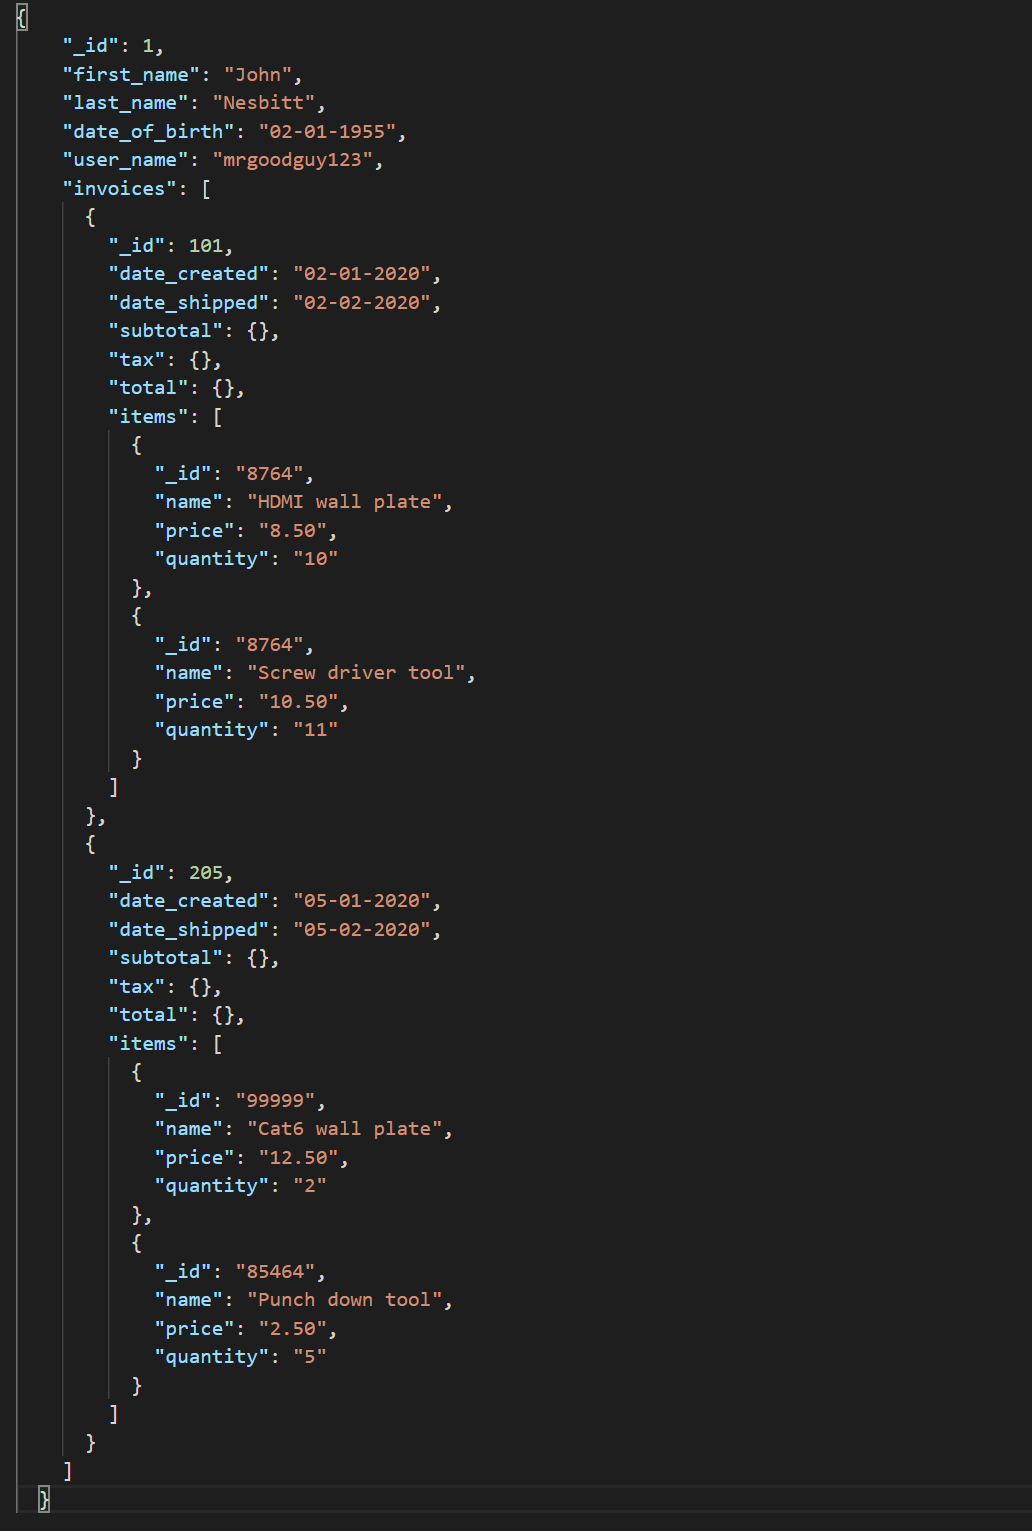 {
"_id": 1,
"first_name": "John",
"last_name": "Nesbitt",
"date_of_birth": "02-01-1955",
"user_name": "mrgoodguy123",
"invoices": [
{
"_id": 101,
"date_created": "02-01-2020",
"date_shipped": "02-02-2020",
"subtotal": {},
"tax": {},
"total": {},
"items": [
{
"_id": "8764",
"name": "HDMI wall plate",
"price": "8.50",
"quantity": "10"
},
{
"_id": "8764",
"name": "Screw driver tool",
"price": "10.50",
"quantity": "11"
}
]
},
{
"_id": 205,
"date_created": "05-01-2020",
"date_shipped": "05-02-2020",
"subtotal": {},
"tax": {},
"total": {},
"items": [
{
"_id": "99999",
"name": "Cat6 wall plate",
"price": "12.50",
"quantity": "2"
},
{
"_id": "85464",
"name": "Punch down tool",
"price": "2.50",
"quantity": "5"
}
]
}
]
}